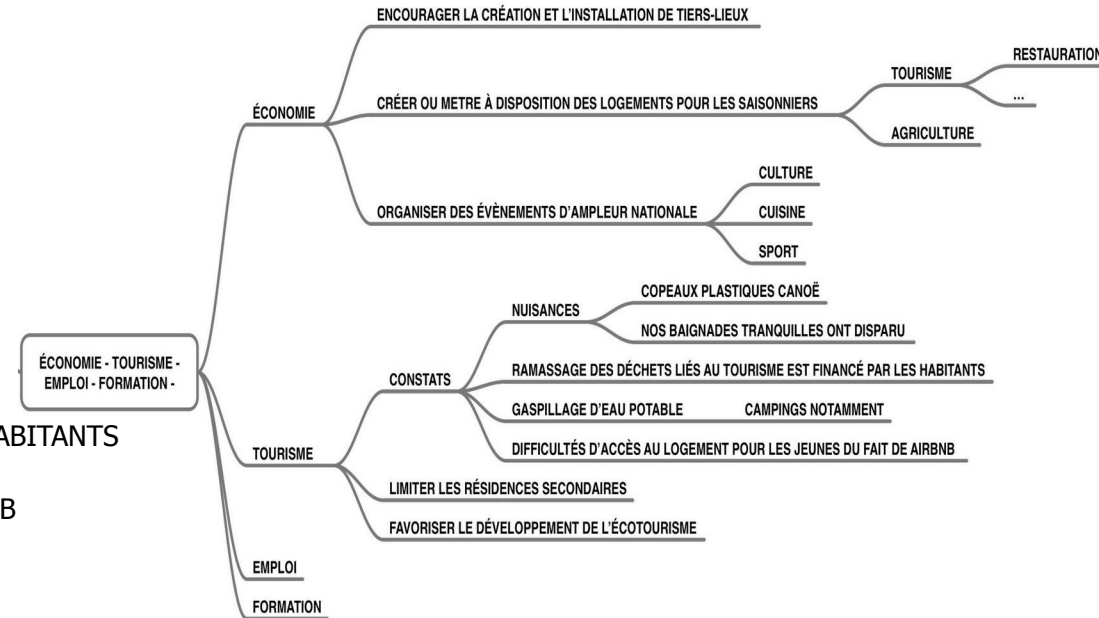 ENCOURAGER LA CRÉATION ET L'INSTALLATION DE TIERS-LIEUX
RESTAURATION
TOURISME
...
CRÉER OU METRE À DISPOSITION DES LOGEMENTS POUR LES SAISONNIERS
ÉCONOMIE
AGRICULTURE
CULTURE
ORGANISER DES ÉVÈNEMENTS D'AMPLEUR NATIONALE
CUISINE
SPORT
COPEAUX PLASTIQUES CANOË
NUISANCES
NOS BAIGNADES TRANQUILLES ONT DISPARU
ÉCONOMIE - TOURISME -
EMPLOI - FORMATION -
CONSTATS
RAMASSAGE DES DÉCHETS LIÉS AU TOURISME EST FINANCÉ PAR LES HABITANTS
GASPILLAGE D'EAU POTABLE CAMPINGS NOTAMMENT
ABITANTS
TOURISME
DIFFICULTÉS D'ACCÈS AU LOGEMENT POUR LES JEUNES DU FAIT DE AIRBNB
LIMITER LES RÉSIDENCES SECONDAIRES
B
FAVORISER LE DÉVELOPPEMENT DE L'ÉCOTOURISME
EMPLOI
FORMATION